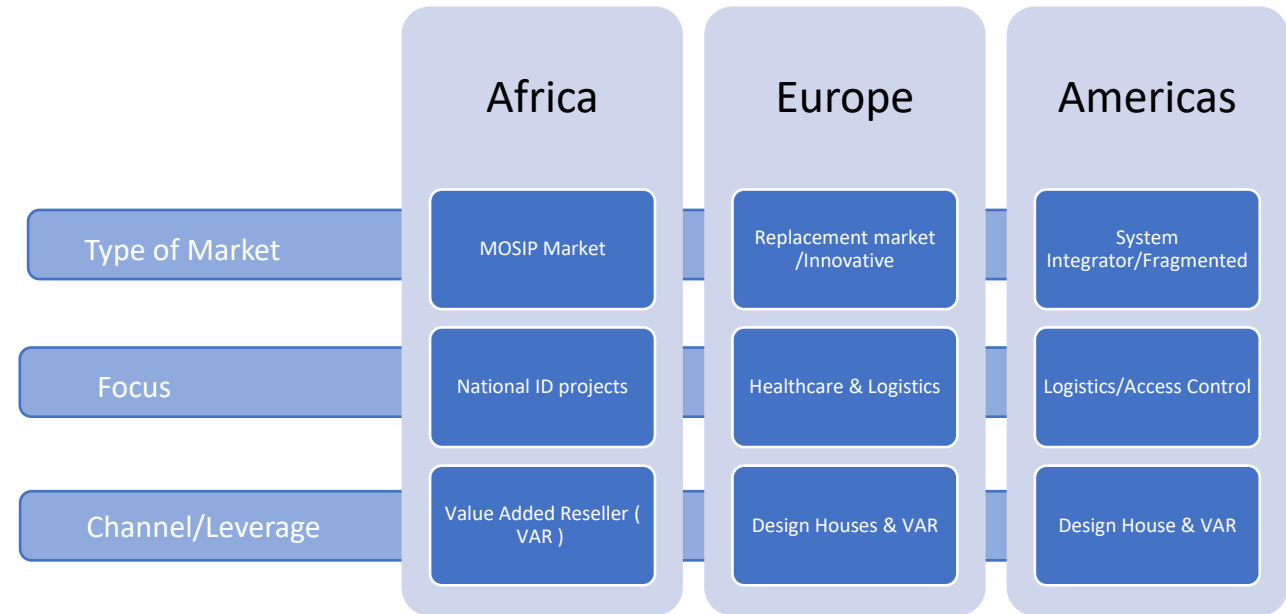 Africa
Europe
Americas
Type of Market
MOSIP Market
Replacement market
/Innovative
System
Integrator/Fragmented
Focus
National ID projects
Healthcare & Logistics
Logistics/Access Control
Channel/Leverage
Value Added Reseller (
VAR )
Design Houses & VAR
Design House & VAR